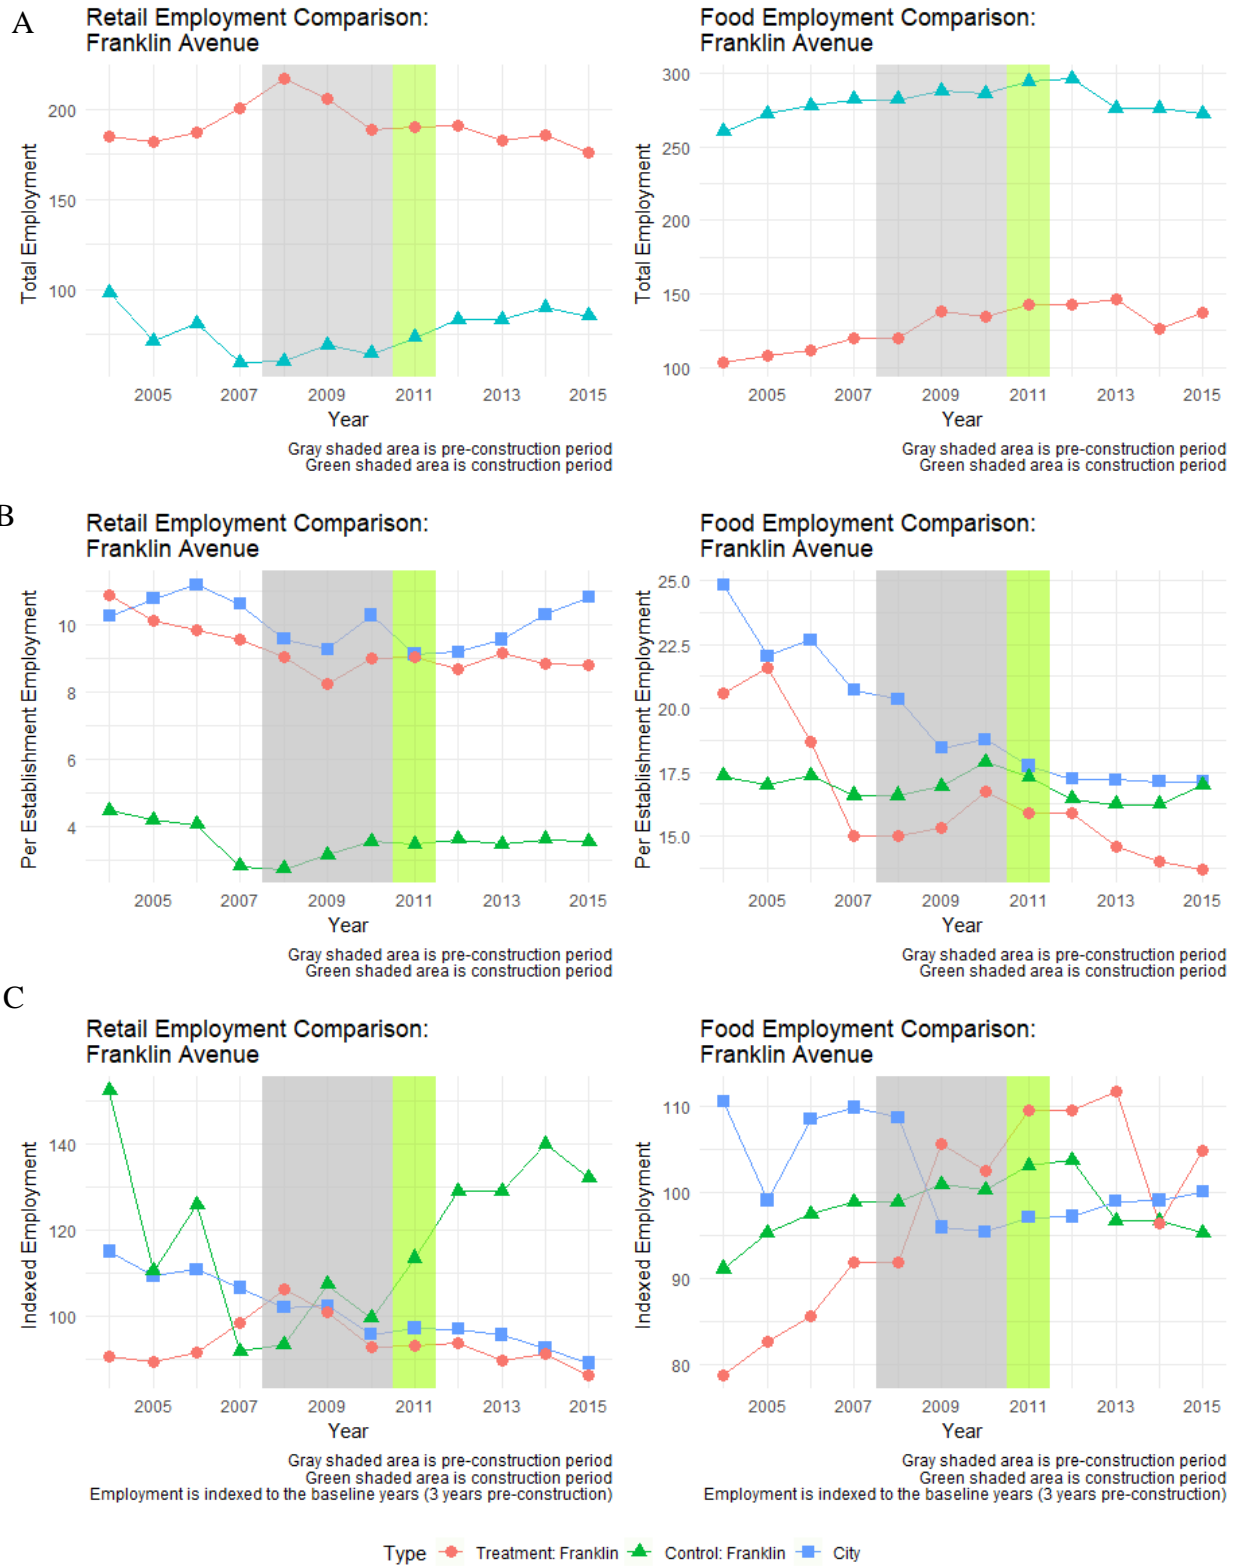 A
Retail Employment Comparison:
Franklin Avenue
Total Employment
200
150
100
2005 2007 2009 2011 2013 2015
Year
Gray shaded area is pre-construction period
Green shaded area is construction period
Food Employment Comparison:
Franklin Avenue
Total Employment
300
250
200
150
100
2005 2007 2009 2011 2013 2015
Year
Gray shaded area is pre-construction period
Green shaded area is construction period
B
Retail Employment Comparison:
Franklin Avenue
Per Establishment Employment
10
8
6
4
2005 2007 2009 2011 2013 2015
Year
Gray shaded area is pre-construction period
Green shaded area is construction period
Food Employment Comparison:
Franklin Avenue
Per Establishment Employment
25.0
22.5
20.0
17.5
15.0
2005 2007 2009 2011 2013 2015
Year
Gray shaded area is pre-construction period
Green shaded area is construction period
C
Retail Employment Comparison:
Franklin Avenue
Indexed Employment
140
120
100
2005 2007 2009 2011 2013 2015
Year
Gray shaded area is pre-construction period
Green shaded area is construction period
Employment is indexed to the baseline years (3 years pre-construction)
Food Employment Comparison:
Franklin Avenue
Indexed Employment
110
100
90
80
2005 2007 2009 2011 2013 2015
Year
Gray shaded area is pre-construction period
Green shaded area is construction period
Employment is indexed to the baseline years (3 years pre-construction)
Type Treatment: Franklin Control: Franklin City